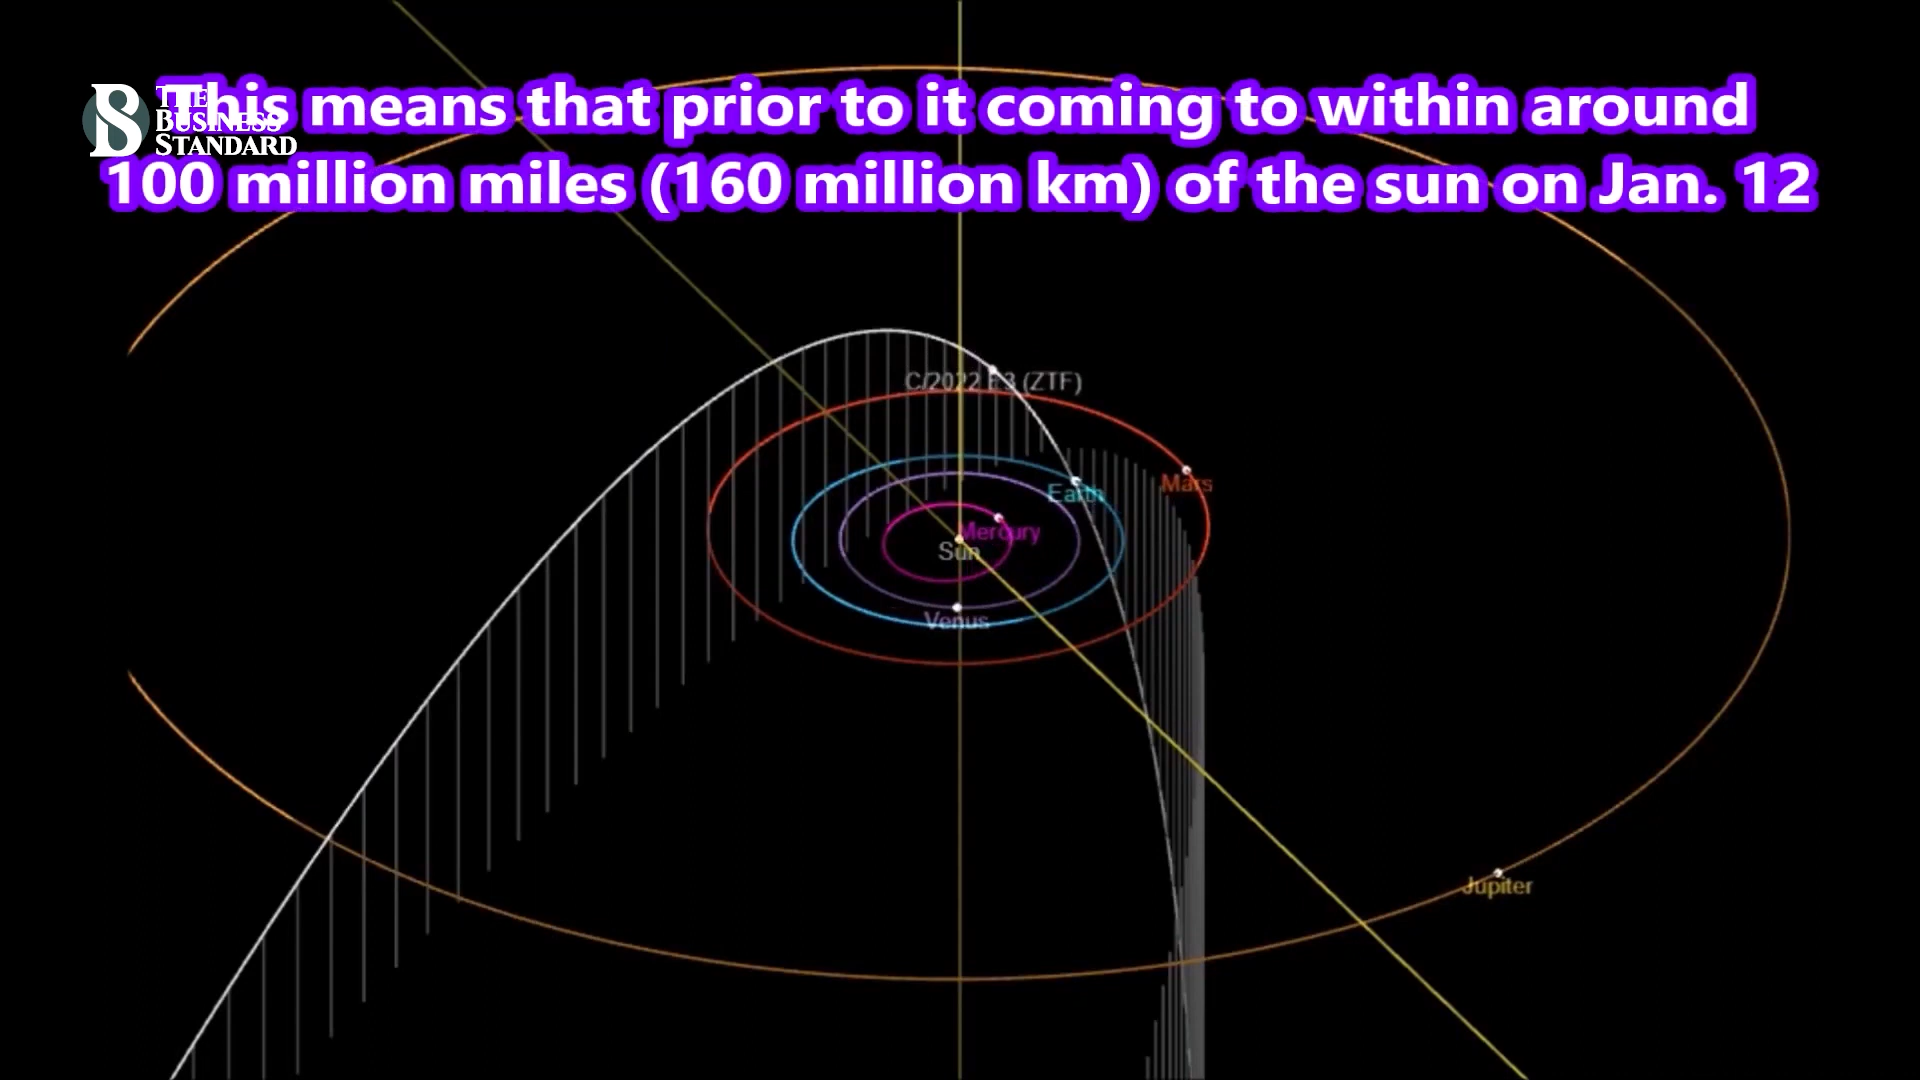 THE
BUSINESS
STANDARD
This means that prior to it coming to within around
100 million miles (160 million km) of the sun on Jan. 12
C/2022 E3 (ZTF)
Mars
Earth
Mercury
Sun
Venus
Jupiter